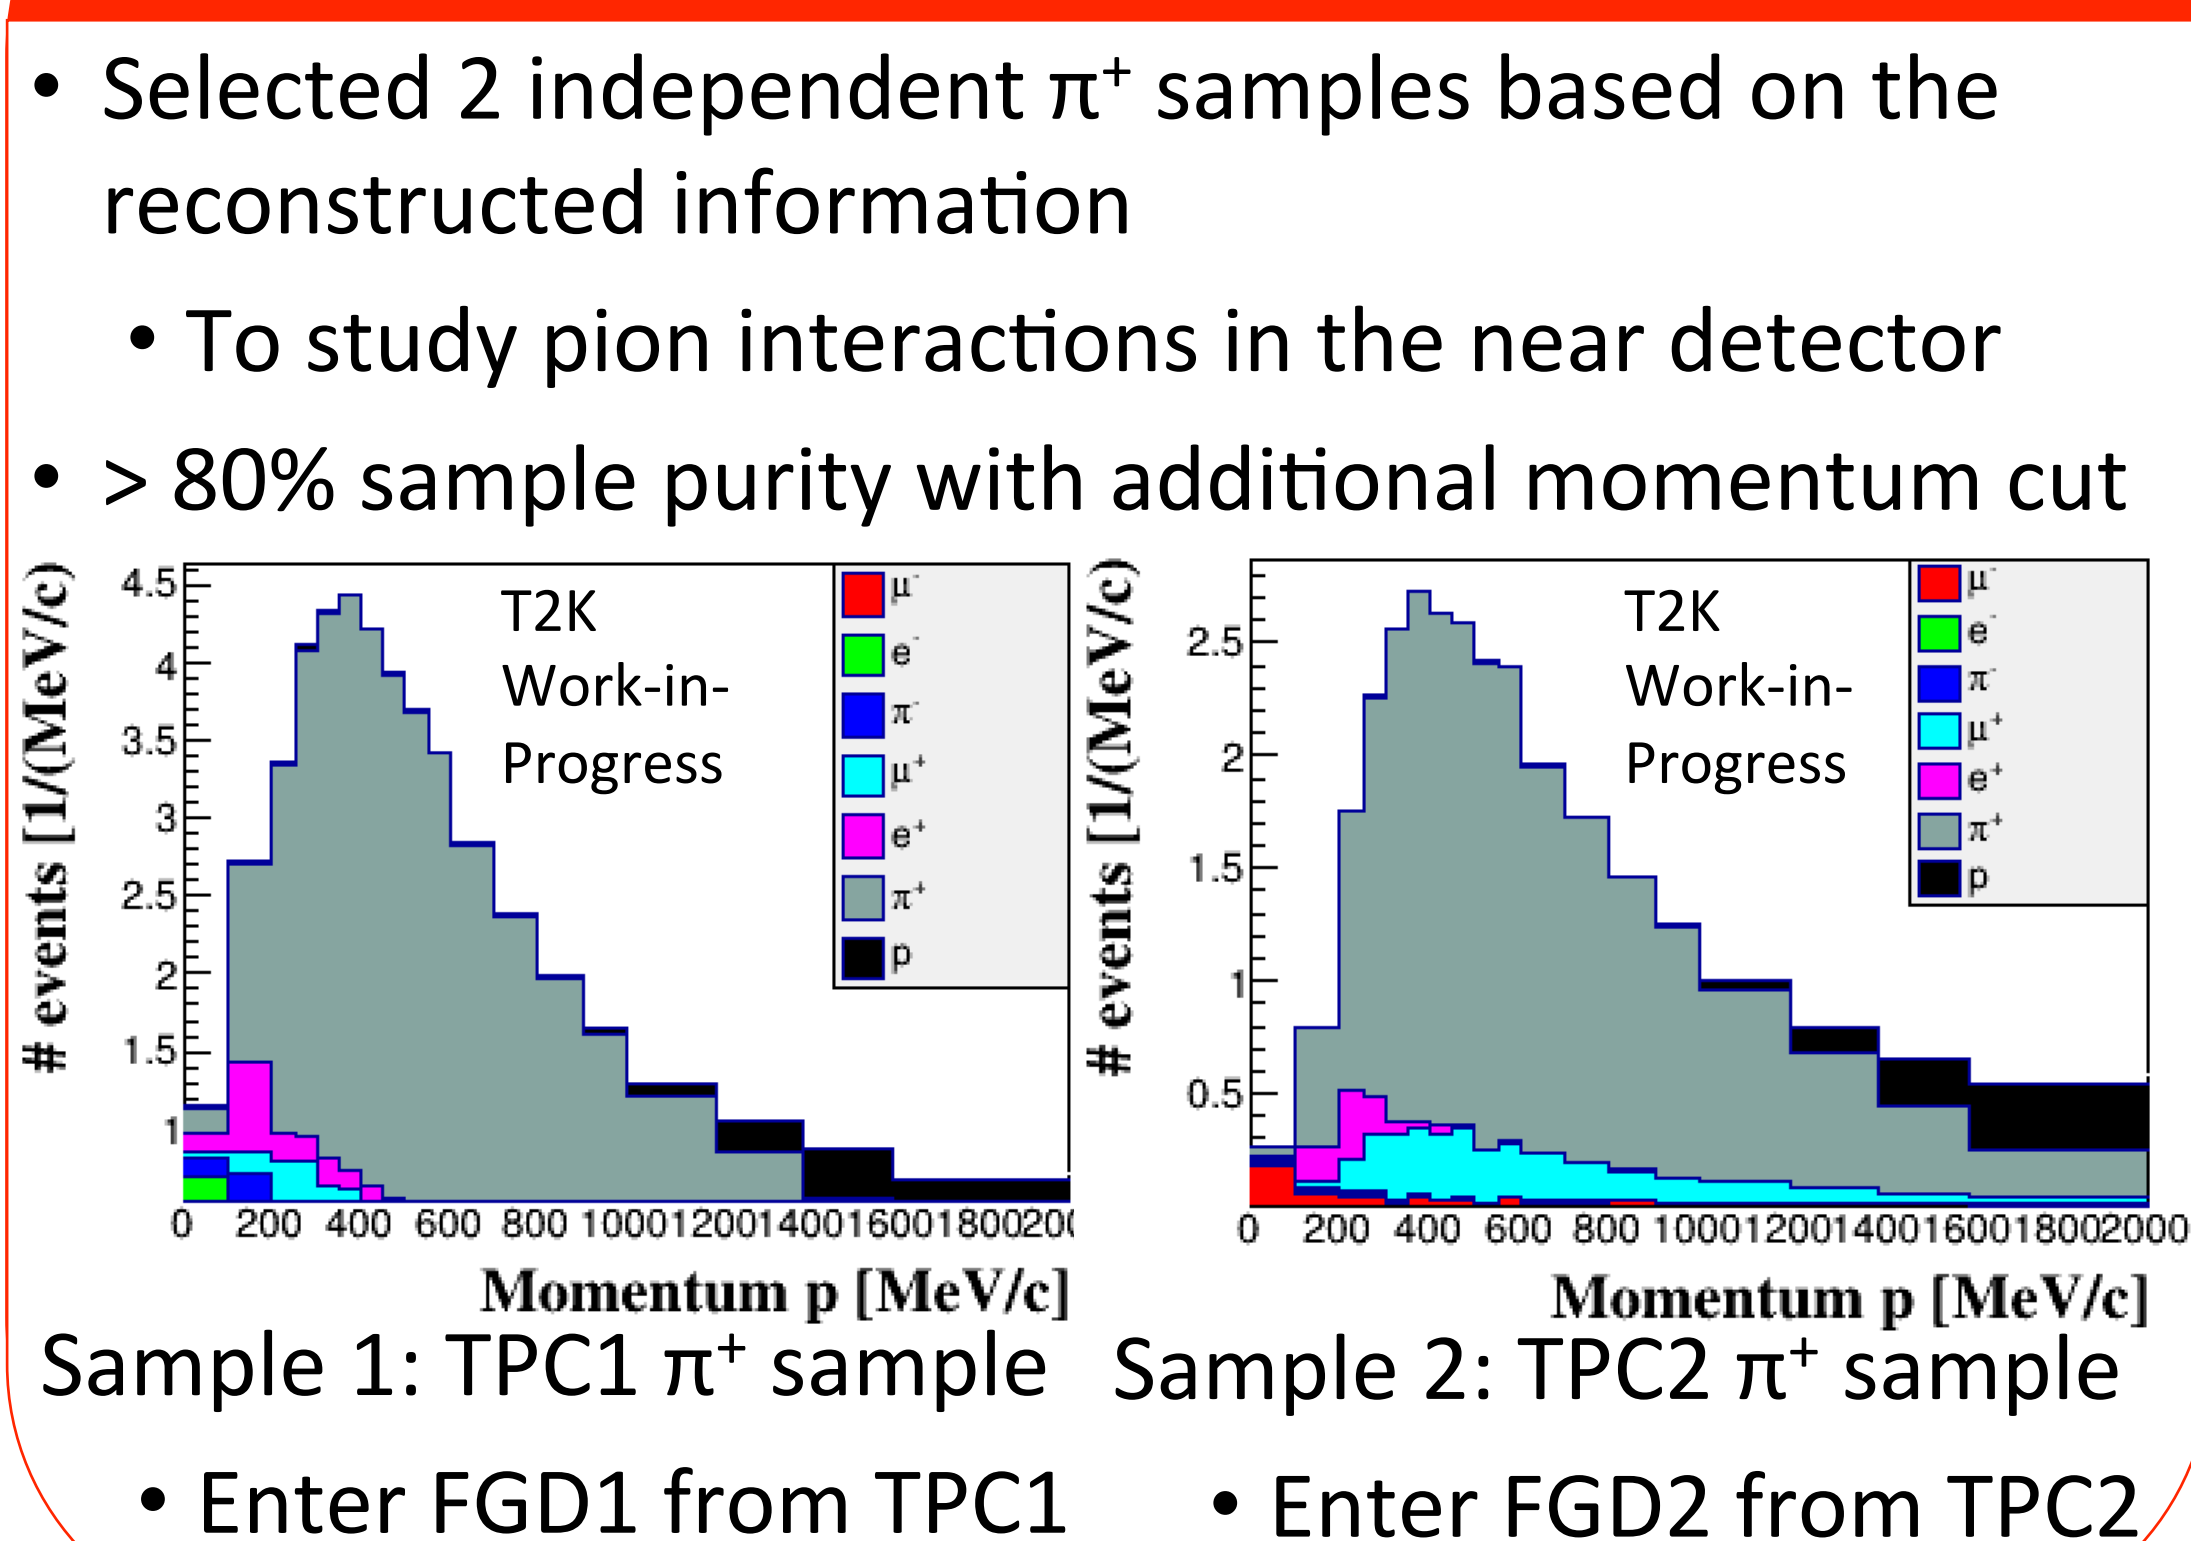 • Selected 2 independent π⁺ samples based on the
reconstructed information
• To study pion interactions in the near detector
• > 80% sample purity with additional momentum cut
# events [1/(MeV/c)
4.5
4
3.5
3
2.5
2
1.5
1
T2K
Work-in-
Progress
μ⁻
e⁻
π⁻
μ⁺
e⁺
π⁺
p
0 200 400 600 800 1000 1200 1400 1600 1800 200
Momentum p [MeV/c]
# events [1/(MeV/c)
2.5
2
1.5
1
0.5
T2K
Work-in-
Progress
μ⁻
e⁻
π⁻
μ⁺
e⁺
π⁺
p
0 200 400 600 800 1000 1200 1400 1600 1800 2000
Momentum p [MeV/c]
Sample 1: TPC1 π⁺ sample
• Enter FGD1 from TPC1
Sample 2: TPC2 π⁺ sample
• Enter FGD2 from TPC2